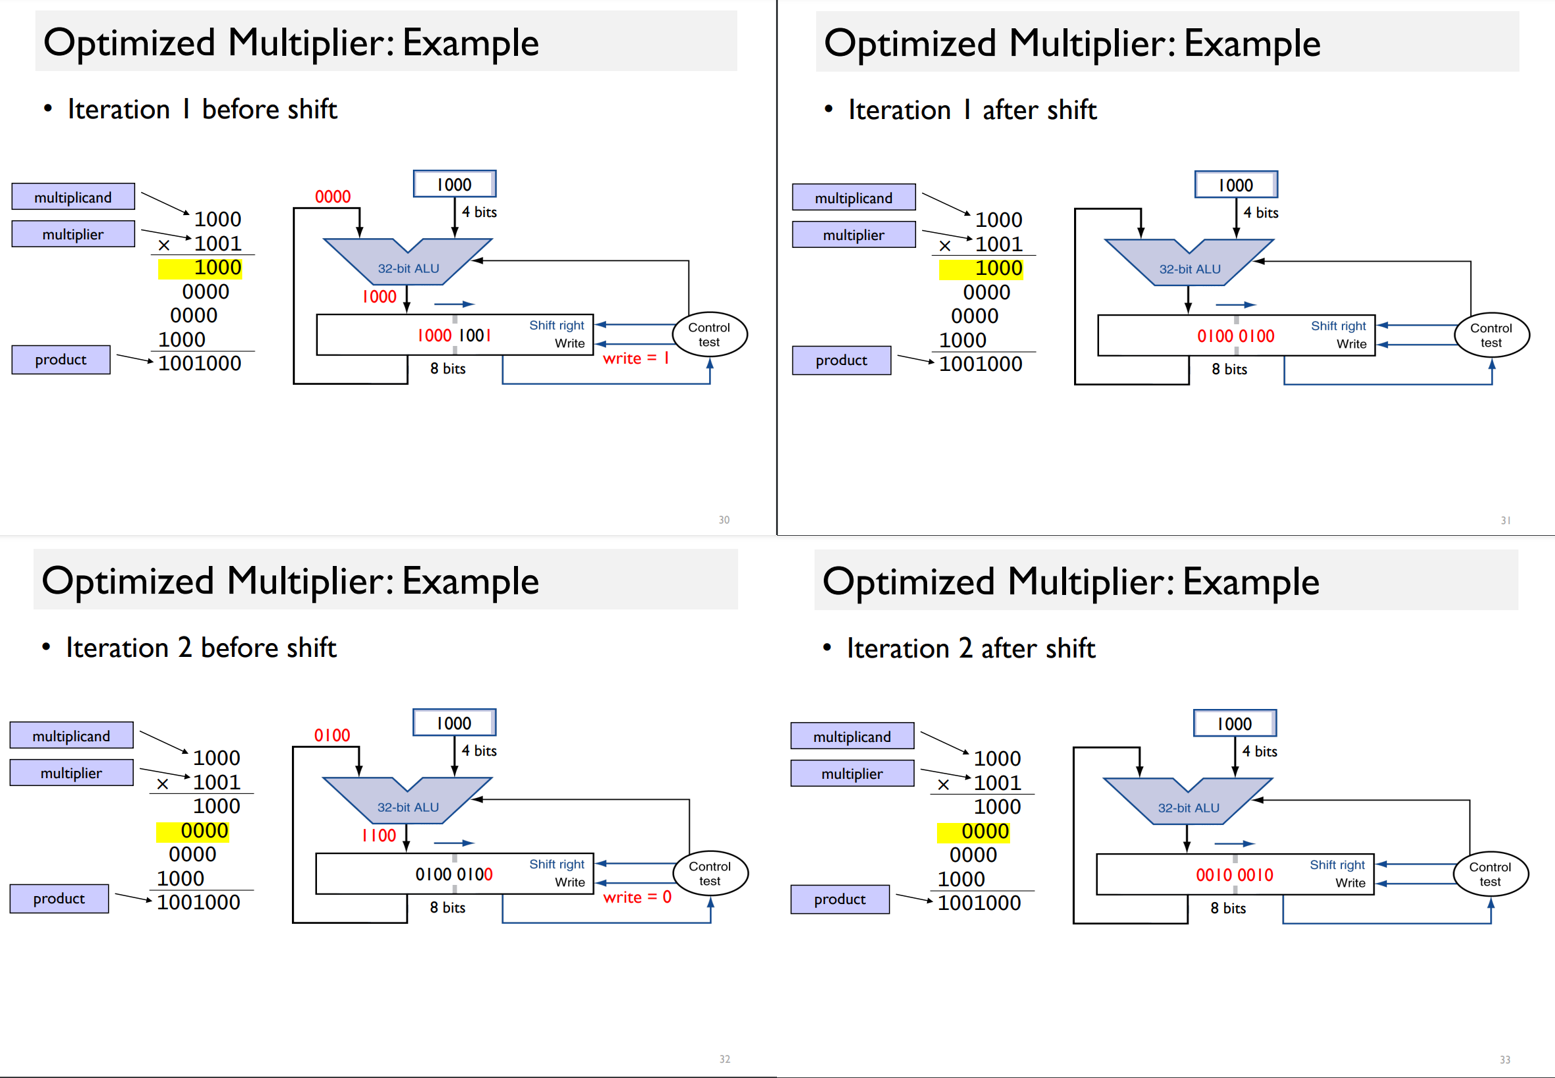 Optimized Multiplier: Example
• Iteration 1 before shift
multiplicand
multiplier
1000
× 1001
1000
0000
0000
1000
product
1001000
0000
1000
4 bits
32-bit ALU
1000
1000 1001
Shift right
Write
Control
test
write = 1
8 bits
30
Optimized Multiplier: Example
• Iteration 1 after shift
multiplicand
multiplier
1000
× 1001
1000
0000
0000
1000
product
1001000
1000
4 bits
32-bit ALU
0100 0100
Shift right
Write
Control
test
8 bits
31
Optimized Multiplier: Example
• Iteration 2 before shift
multiplicand
multiplier
1000
× 1001
1000
0000
0000
1000
product
1001000
0100
1000
4 bits
32-bit ALU
1100
0100 0100
Shift right
Write
Control
test
write = 0
8 bits
32
Optimized Multiplier: Example
• Iteration 2 after shift
multiplicand
multiplier
1000
× 1001
1000
0000
0000
1000
product
1001000
1000
4 bits
32-bit ALU
0010 0010
Shift right
Write
Control
test
8 bits
33